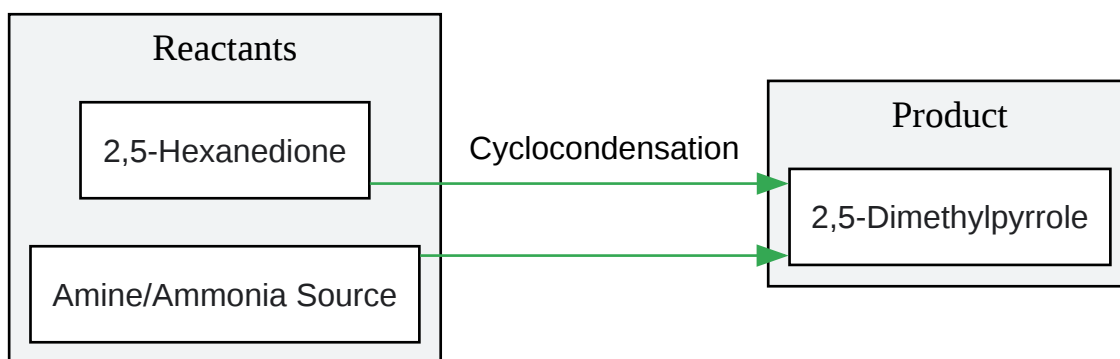 Reactants
2,5-Hexanedione
Amine/Ammonia Source
Cyclocondensation
Product
2,5-Dimethylpyrrole